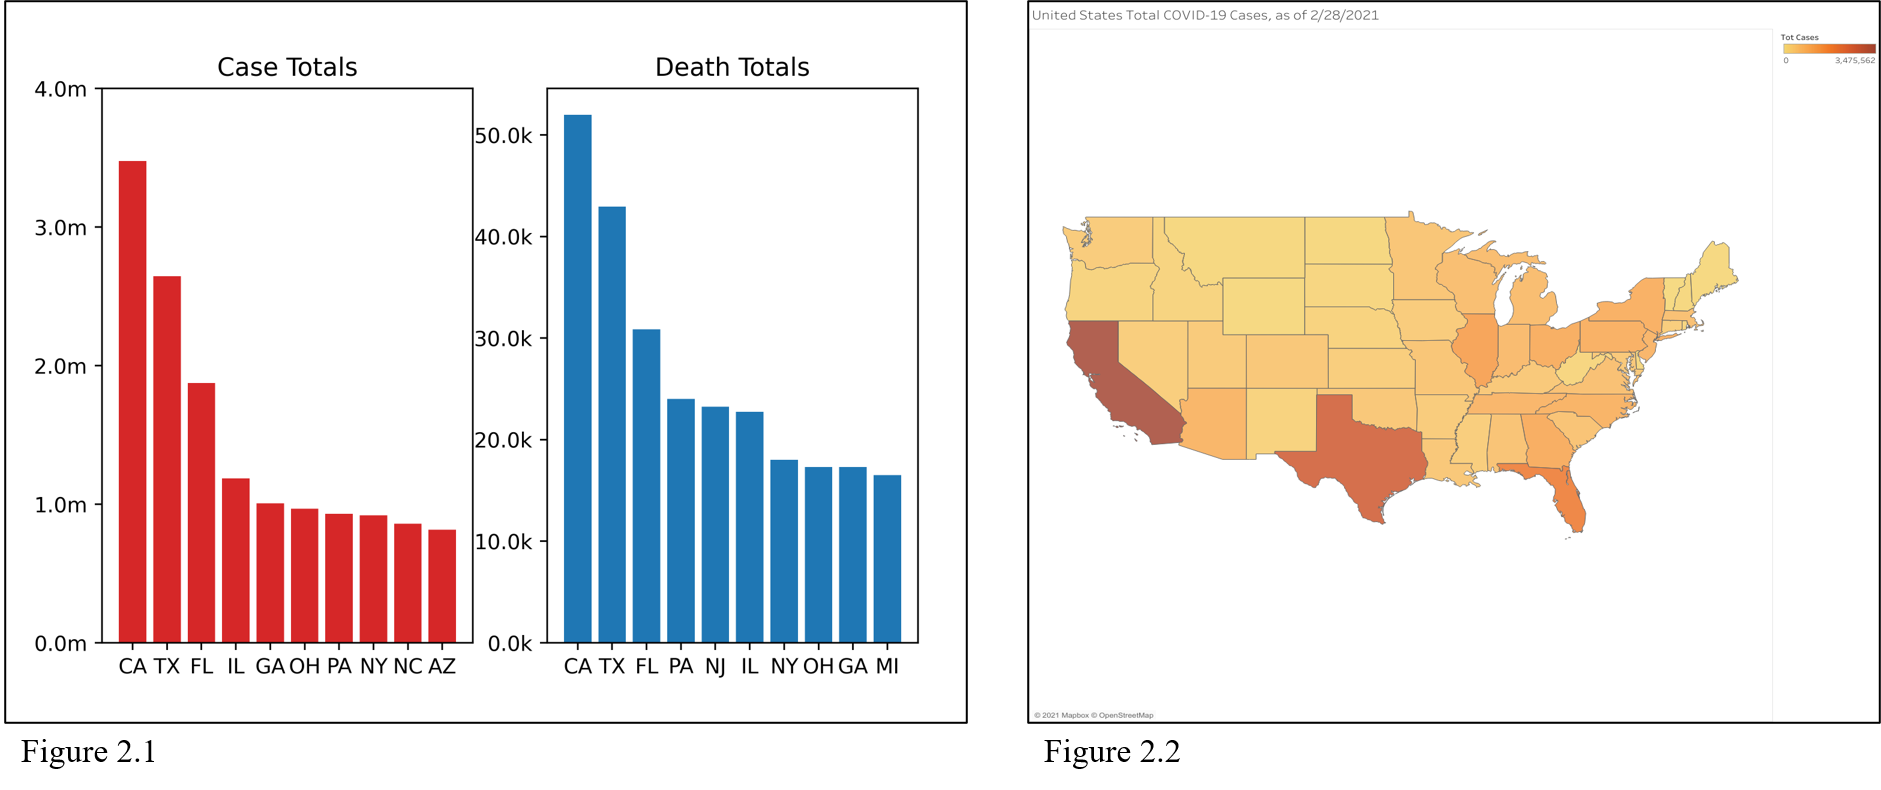 Case Totals
4.0m
3.0m
2.0m
1.0m
0.0m
CA TX FL IL GA OH PA NY NC AZ
Death Totals
50.0k
40.0k
30.0k
20.0k
10.0k
0.0k
CA TX FL PA NJ IL NY OH GA MI
Figure 2.1
United States Total COVID-19 Cases, as of 2/28/2021
Tot Cases
0 3,475,562
© 2021 Mapbox © OpenStreetMap
Figure 2.2